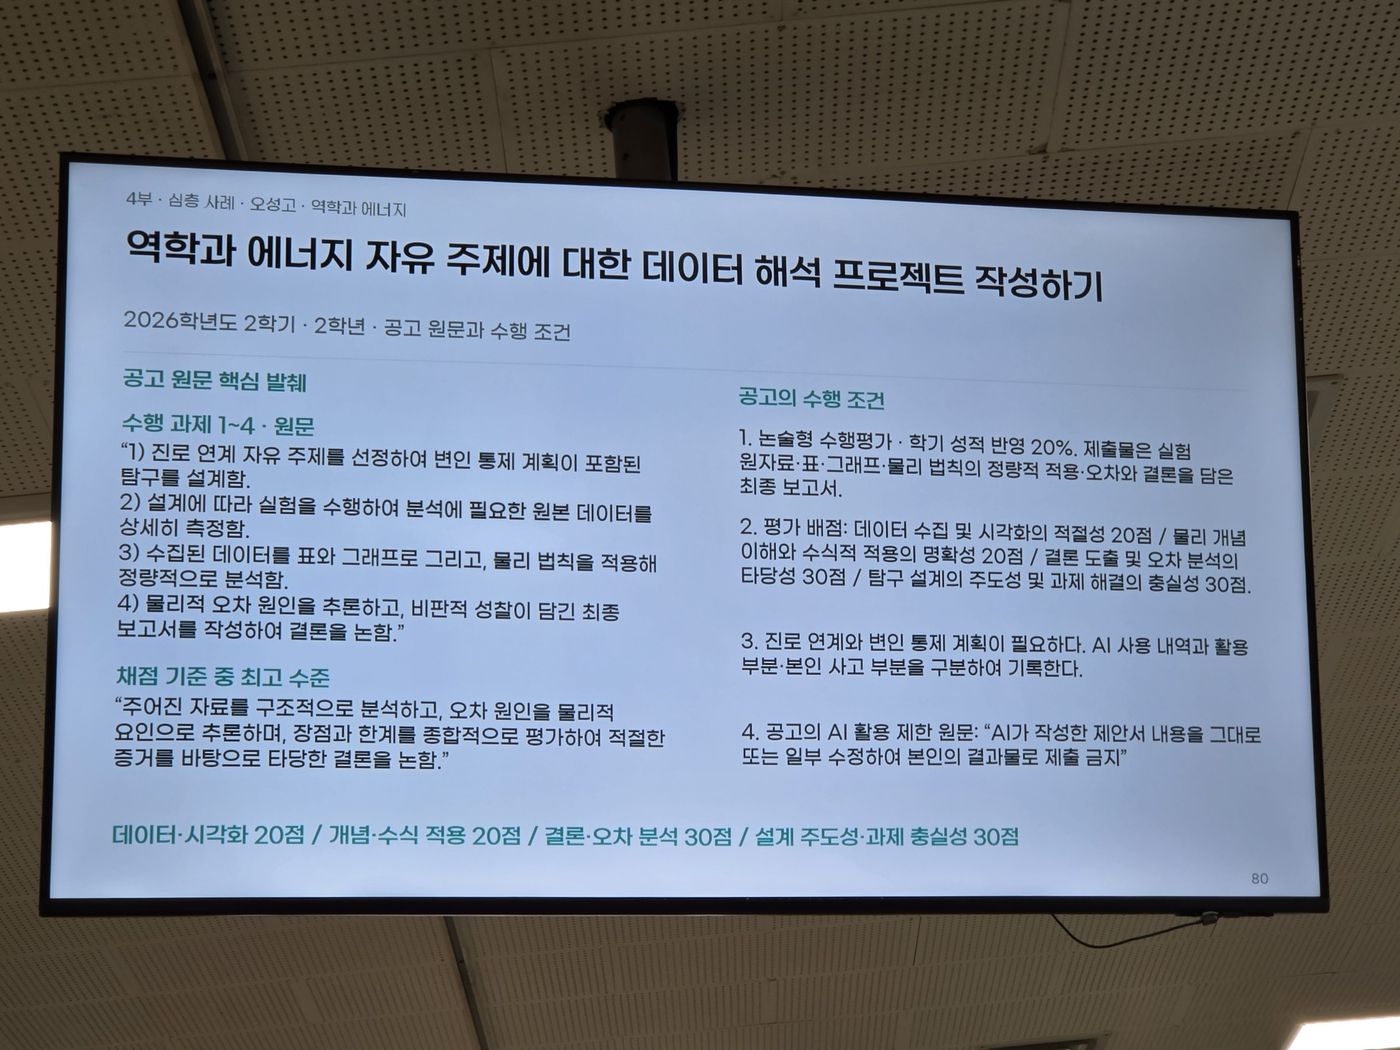 4부 · 심층 사례 · 오성고 · 역학과 에너지
역학과 에너지 자유 주제에 대한 데이터 해석 프로젝트 작성하기
2026학년도 2학기 · 2학년 · 공고 원문과 수행 조건
공고 원문 핵심 발췌
수행 과제 1~4 · 원문
“1) 진로 연계 자유 주제를 선정하여 변인 통제 계획이 포함된
탐구를 설계함.
2) 설계에 따라 실험을 수행하여 분석에 필요한 원본 데이터를
상세히 측정함.
3) 수집된 데이터를 표와 그래프로 그리고, 물리 법칙을 적용해
정량적으로 분석함.
4) 물리적 오차 원인을 추론하고, 비판적 성찰이 담긴 최종
보고서를 작성하여 결론을 논함.”
채점 기준 중 최고 수준
“주어진 자료를 구조적으로 분석하고, 오차 원인을 물리적
요인으로 추론하며, 장점과 한계를 종합적으로 평가하여 적절한
증거를 바탕으로 타당한 결론을 논함.”
공고의 수행 조건
1. 논술형 수행평가 · 학기 성적 반영 20%. 제출물은 실험
원자료·표·그래프·물리 법칙의 정량적 적용·오차와 결론을 담은
최종 보고서.
2. 평가 배점: 데이터 수집 및 시각화의 적절성 20점 / 물리 개념
이해와 수식적 적용의 명확성 20점 / 결론 도출 및 오차 분석의
타당성 30점 / 탐구 설계의 주도성 및 과제 해결의 충실성 30점.
3. 진로 연계와 변인 통제 계획이 필요하다. AI 사용 내역과 활용
부분·본인 사고 부분을 구분하여 기록한다.
4. 공고의 AI 활용 제한 원문: “AI가 작성한 제안서 내용을 그대로
또는 일부 수정하여 본인의 결과물로 제출 금지”
데이터·시각화 20점 / 개념·수식 적용 20점 / 결론·오차 분석 30점 / 설계 주도성·과제 충실성 30점
80